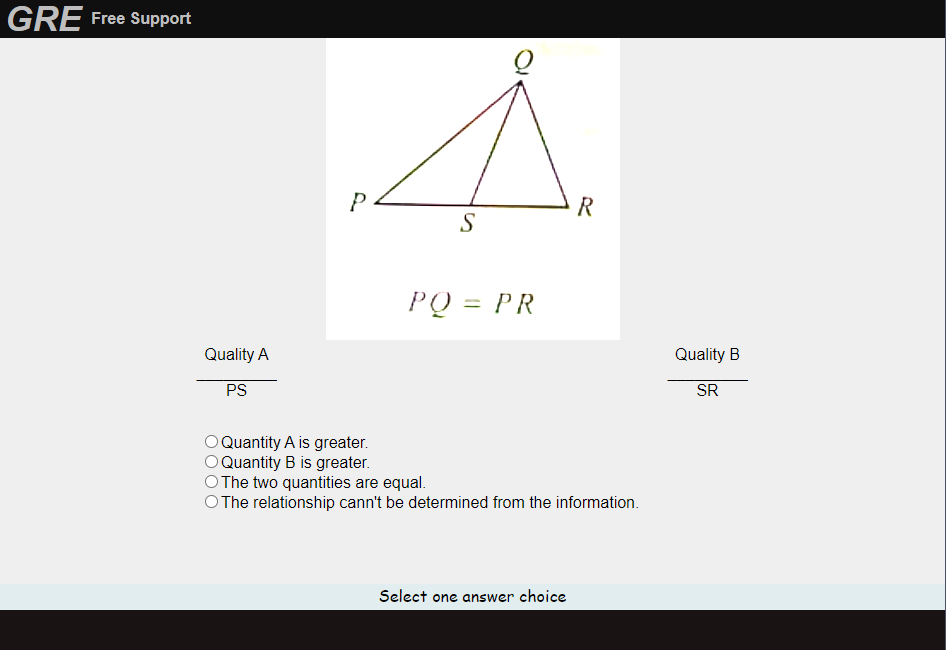 GRE Free Support
Q
P
R
S
PQ = PR
Quality A
Quality B
PS
SR
Quantity A is greater.
Quantity B is greater.
The two quantities are equal.
The relationship cann't be determined from the information.
Select one answer choice